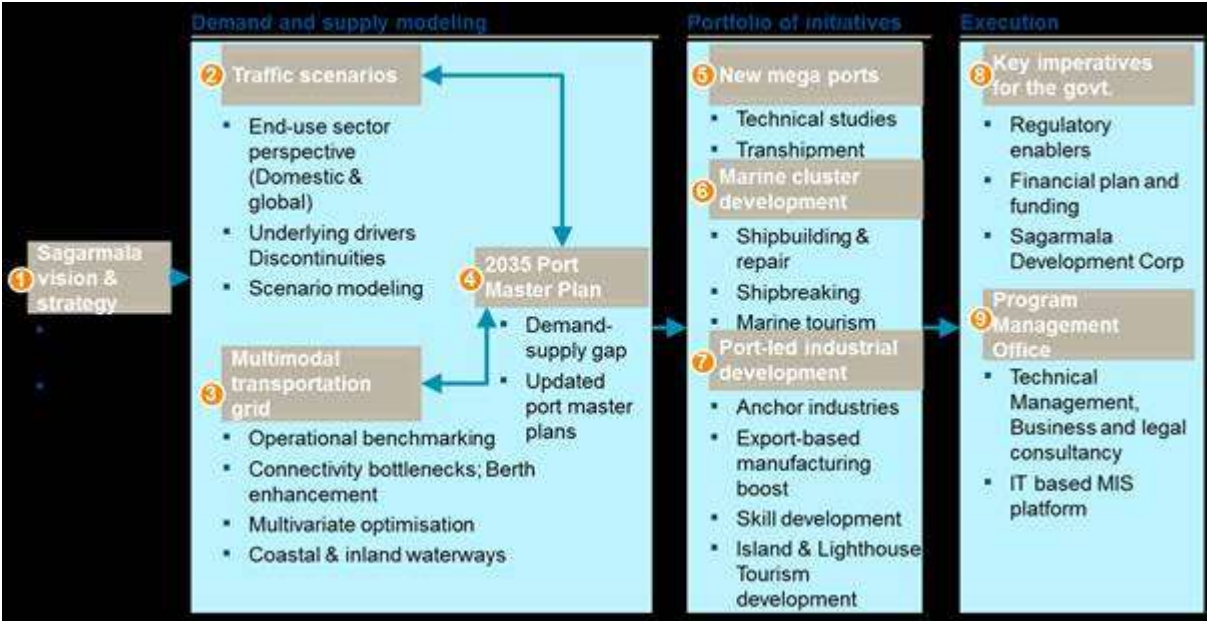 Demand and supply modeling
Portfolio of initiatives
Execution
1
Sagarmala
vision &
strategy
2
Traffic scenarios
End-use sector
perspective
(Domestic &
global)
Underlying drivers
Discontinuities
Scenario modeling
3
Multimodal
transportation
grid
Operational benchmarking
Connectivity bottlenecks; Berth
enhancement
Multivariate optimisation
Coastal & inland waterways
4
2035 Port
Master Plan
Demand-
supply gap
Updated
port master
plans
5
New mega ports
Technical studies
Transhipment
6
Marine cluster
development
Shipbuilding &
repair
Shipbreaking
Marine tourism
7
Port-led industrial
development
Anchor industries
Export-based
manufacturing
boost
Skill development
Island & Lighthouse
Tourism
development
8
Key imperatives
for the govt.
Regulatory
enablers
Financial plan and
funding
Sagarmala
Development Corp
9
Program
Management
Office
Technical
Management,
Business and legal
consultancy
IT based MIS
platform